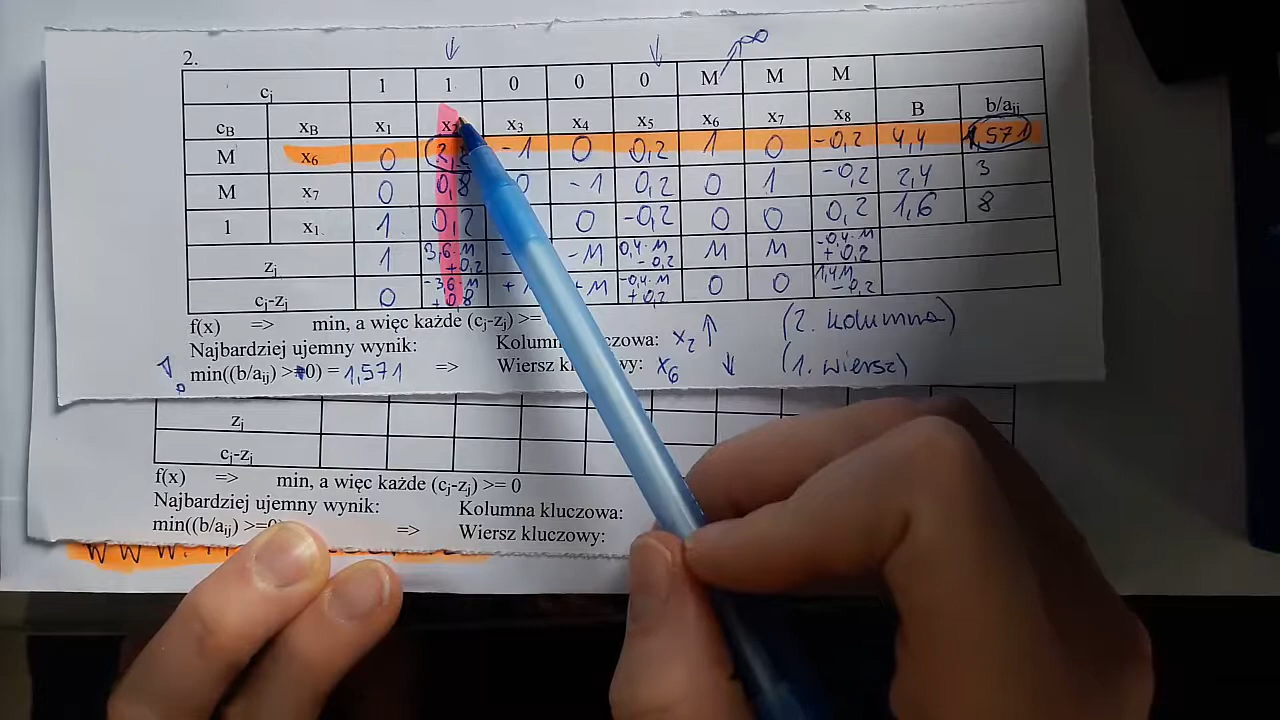 2.
cj 1 1 0 0 0 M M M ∞
cB xB x1 x3 x4 x5 x6 x7 x8 B b/aij
M x6 0 -1 0 0,2 1 0 -0,2 4,4 1,571
M x7 0 0,8 0 -1 0,2 0 1 -0,2 2,4 3
1 x1 1 0,2 0 -0,2 0 0 0,2 1,6 8
zj 1 3,6·M +0,2 -M 0,4·M -0,2 M M -0,4·M +0,2
cj-zj 0 -3,6·M +0,8 +M -0,4·M +0,2 0 0 1,4M -0,2
f(x) => min, a więc każde (cj-zj) >=
Najbardziej ujemny wynik: x2 ↑ (2. kolumna)
min((b/aij) > 0) = 1,571 => Wiersz x6 ↓ (1. wiersz)
zj
cj-zj
f(x) => min, a więc każde (cj-zj) >= 0
Najbardziej ujemny wynik: Kolumna kluczowa:
min((b/aij) >=0) => Wiersz kluczowy: